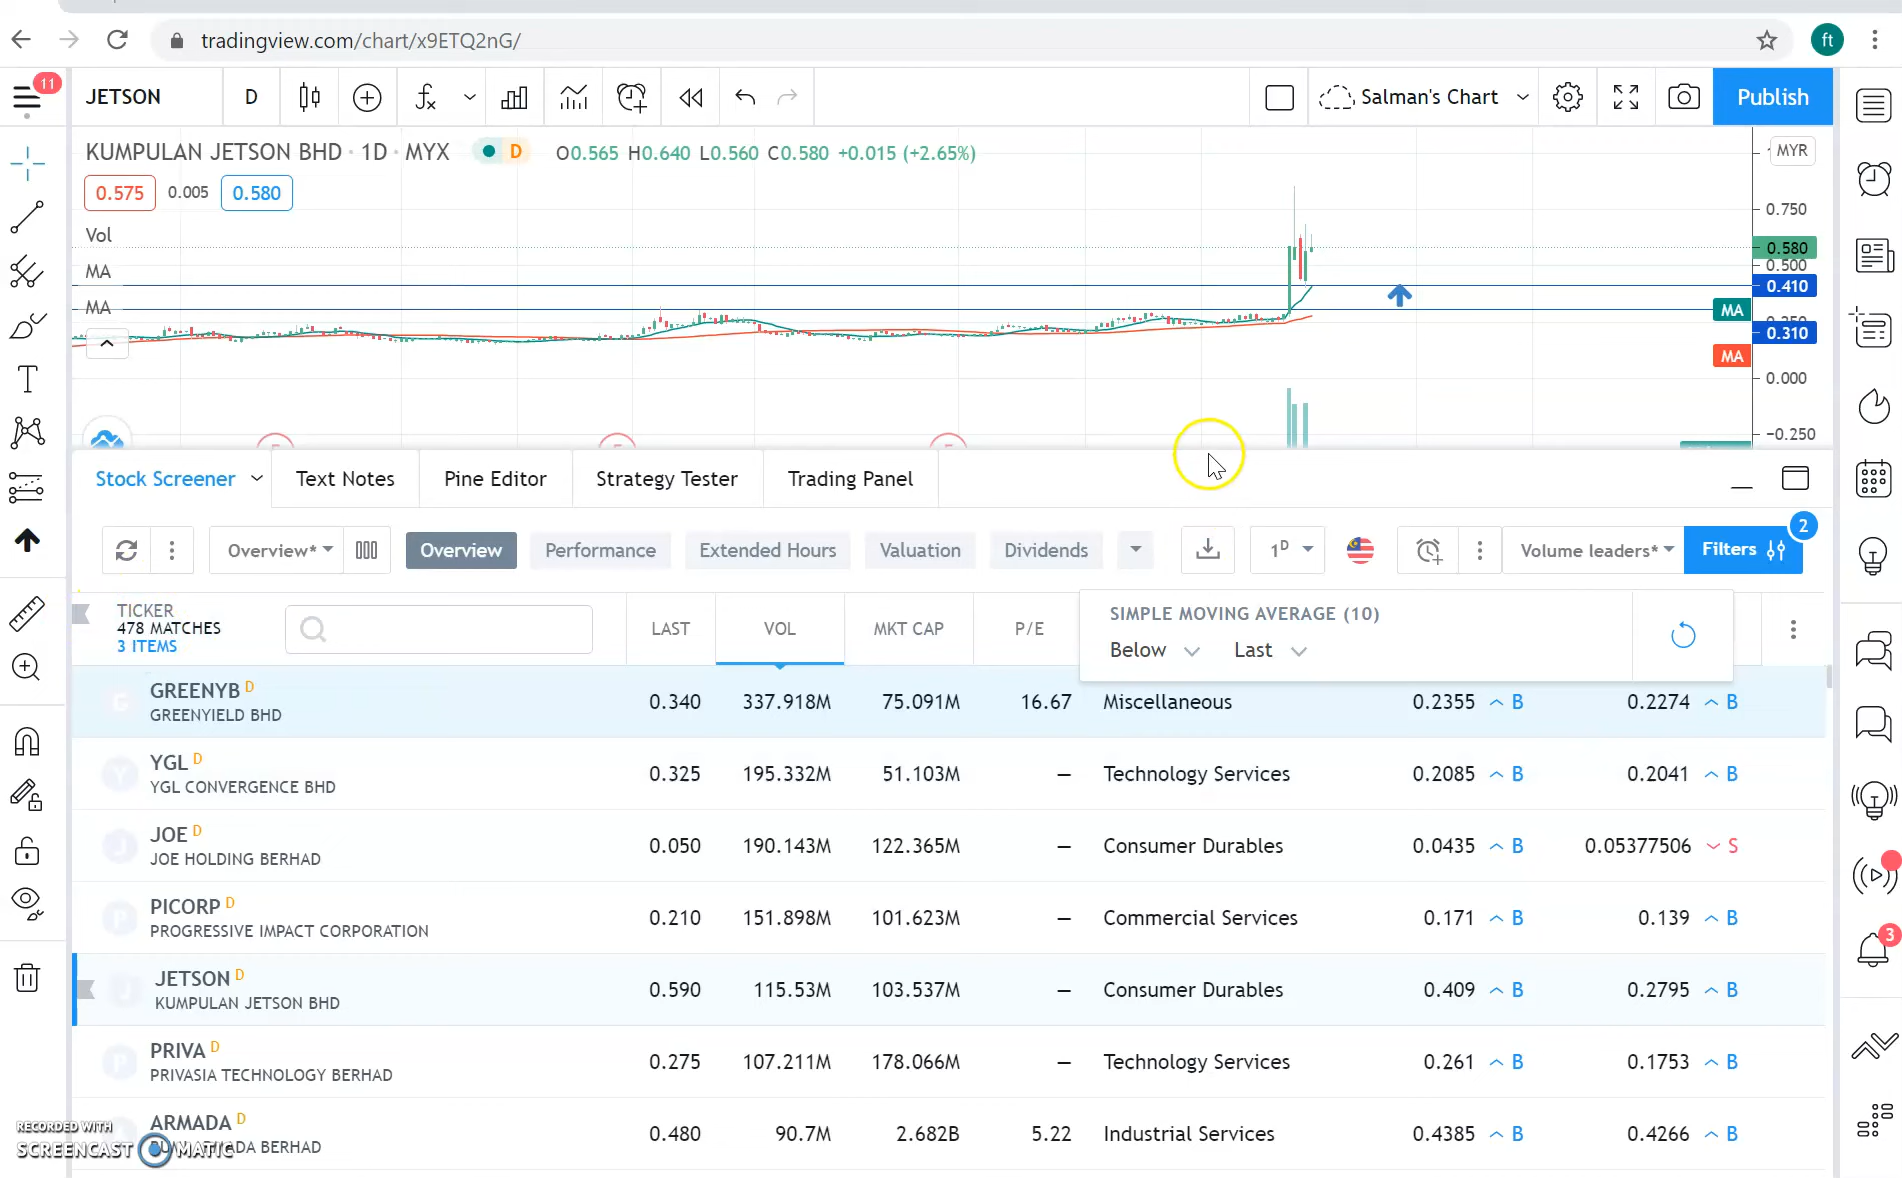 tradingview.com/chart/x9ETQ2nG/
ft
11
JETSON
D
Salman's Chart
Publish
KUMPULAN JETSON BHD · 1D · MYX
D
O0.565 H0.640 L0.560 C0.580 +0.015 (+2.65%)
MYR
0.575
0.005
0.580
0.750
Vol
0.580
0.500
MA
0.410
MA
MA
0.310
MA
0.000
-0.250
Stock Screener
Text Notes
Pine Editor
Strategy Tester
Trading Panel
2
Overview*
Overview
Performance
Extended Hours
Valuation
Dividends
1D
Volume leaders*
Filters
TICKER
478 MATCHES
3 ITEMS
LAST
VOL
MKT CAP
P/E
SIMPLE MOVING AVERAGE (10)
Below
Last
GREENYB D
GREENYIELD BHD
0.340 337.918M 75.091M 16.67 Miscellaneous 0.2355 B 0.2274 B
YGL D
YGL CONVERGENCE BHD
0.325 195.332M 51.103M — Technology Services 0.2085 B 0.2041 B
JOE D
JOE HOLDING BERHAD
0.050 190.143M 122.365M — Consumer Durables 0.0435 B 0.05377506 S
PICORP D
PROGRESSIVE IMPACT CORPORATION
0.210 151.898M 101.623M — Commercial Services 0.171 B 0.139 B
3
JETSON D
KUMPULAN JETSON BHD
0.590 115.53M 103.537M — Consumer Durables 0.409 B 0.2795 B
PRIVA D
PRIVASIA TECHNOLOGY BERHAD
0.275 107.211M 178.066M — Technology Services 0.261 B 0.1753 B
ARMADA D
0.480 90.7M 2.682B 5.22 Industrial Services 0.4385 B 0.4266 B
RECORDED WITH
SCREENCAST MATIC
BERHAD